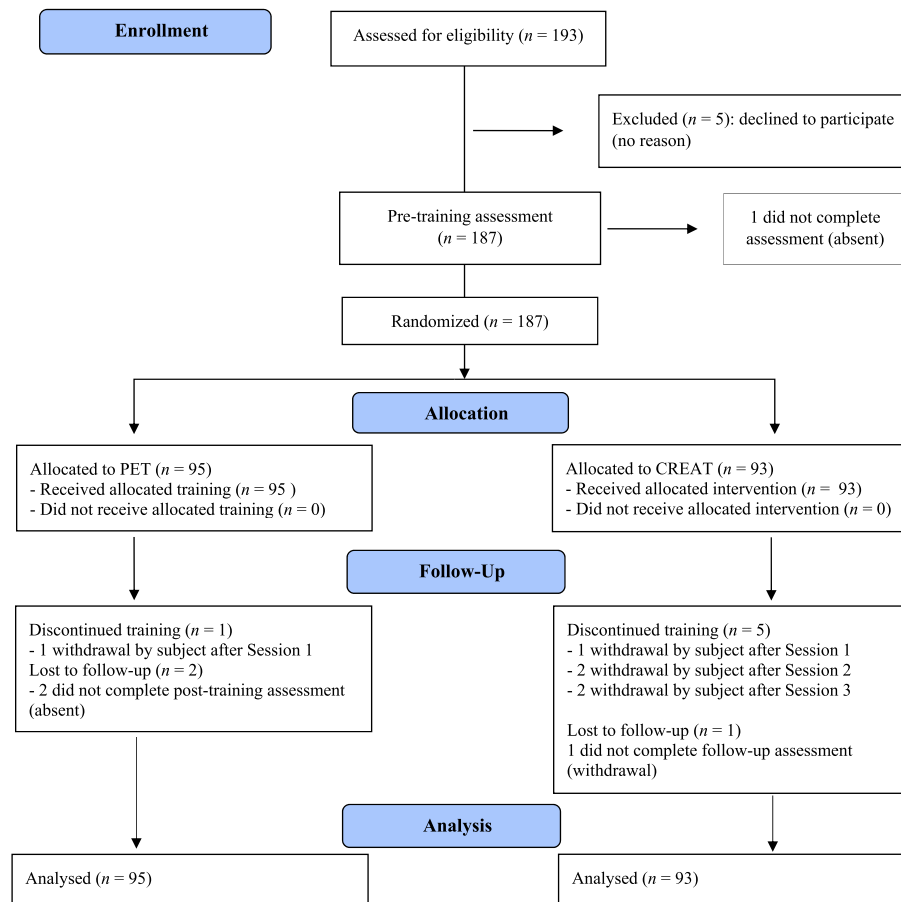 Enrollment
Assessed for eligibility (n = 193)
Excluded (n = 5): declined to participate
(no reason)
Pre-training assessment
(n = 187)
1 did not complete
assessment (absent)
Randomized (n = 187)
Allocation
Allocated to PET (n = 95)
- Received allocated training (n = 95 )
- Did not receive allocated training (n = 0)
Allocated to CREAT (n = 93)
- Received allocated intervention (n =  93)
- Did not receive allocated intervention (n = 0)
Follow-Up
Discontinued training (n = 1)
- 1 withdrawal by subject after Session 1
Lost to follow-up (n = 2)
- 2 did not complete post-training assessment
(absent)
Discontinued training (n = 5)
- 1 withdrawal by subject after Session 1
- 2 withdrawal by subject after Session 2
- 2 withdrawal by subject after Session 3
Lost to follow-up (n = 1)
1 did not complete follow-up assessment
(withdrawal)
Analysis
Analysed (n = 95)
Analysed (n = 93)